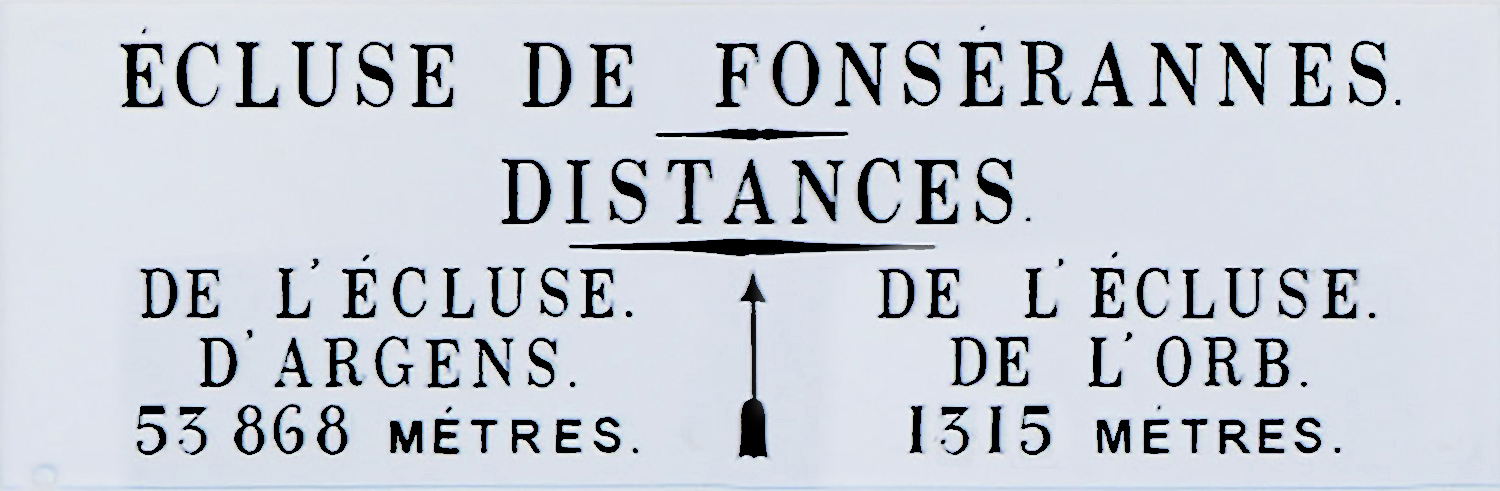 ÉCLUSE DE FONSÉRANNES.
DISTANCES.
DE L'ÉCLUSE.
D'ARGENS.
53 868 MÉTRES.
DE L'ÉCLUSE.
DE L'ORB.
1315 MÉTRES.